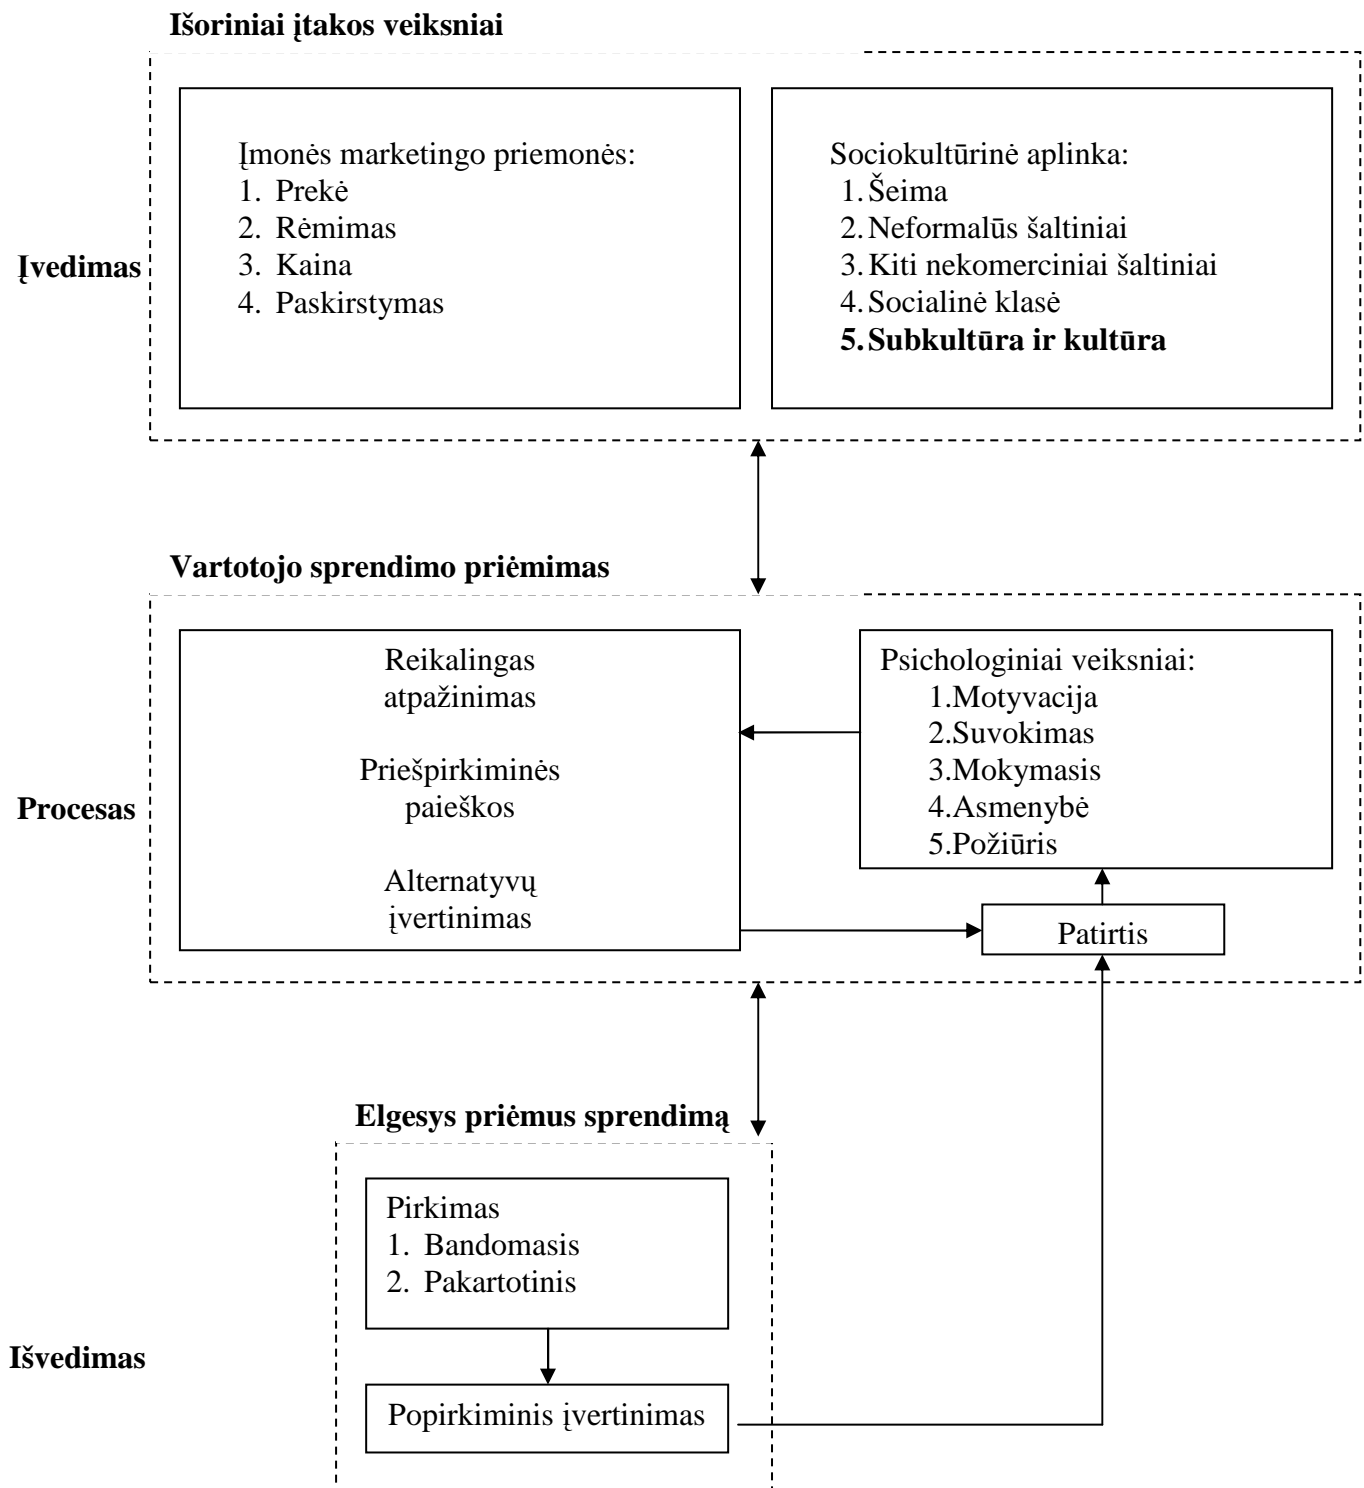 Išoriniai įtakos veiksniai
Įvedimas
Įmonės marketingo priemonės:
1. Prekė
2. Rėmimas
3. Kaina
4. Paskirstymas
Sociokultūrinė aplinka:
1. Šeima
2. Neformalūs šaltiniai
3. Kiti nekomerciniai šaltiniai
4. Socialinė klasė
5. Subkultūra ir kultūra
Vartotojo sprendimo priėmimas
Procesas
Reikalingas
atpažinimas
Priešpirkiminės
paieškos
Alternatyvų
įvertinimas
Psichologiniai veiksniai:
1.Motyvacija
2.Suvokimas
3.Mokymasis
4.Asmenybė
5.Požiūris
Patirtis
Elgesys priėmus sprendimą
Išvedimas
Pirkimas
1. Bandomasis
2. Pakartotinis
Popirkiminis įvertinimas